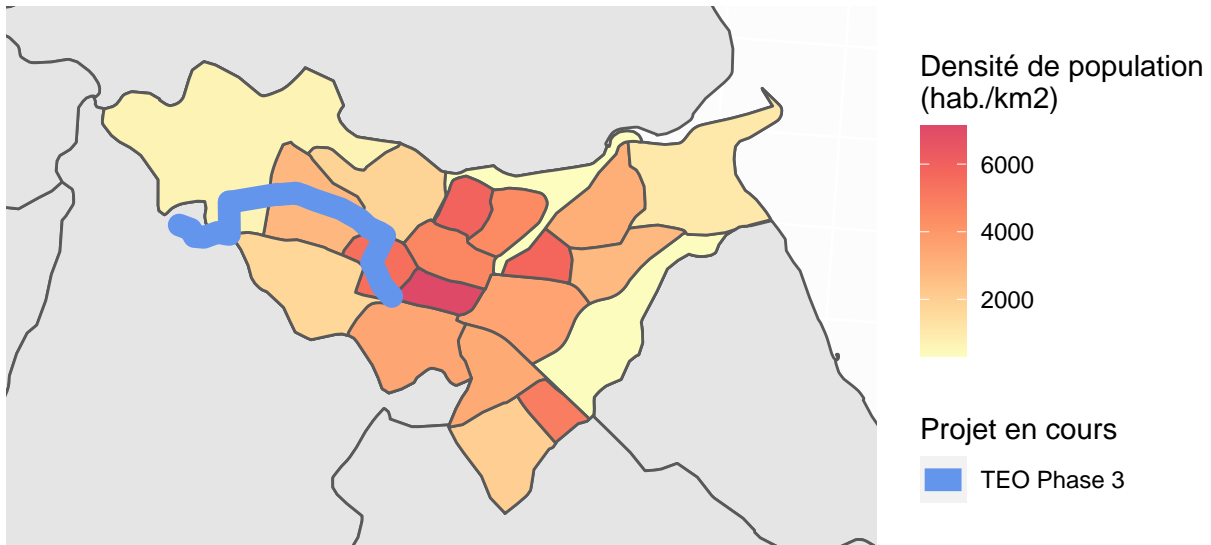 Densité de population
(hab./km2)
6000
4000
2000
Projet en cours
TEO Phase 3